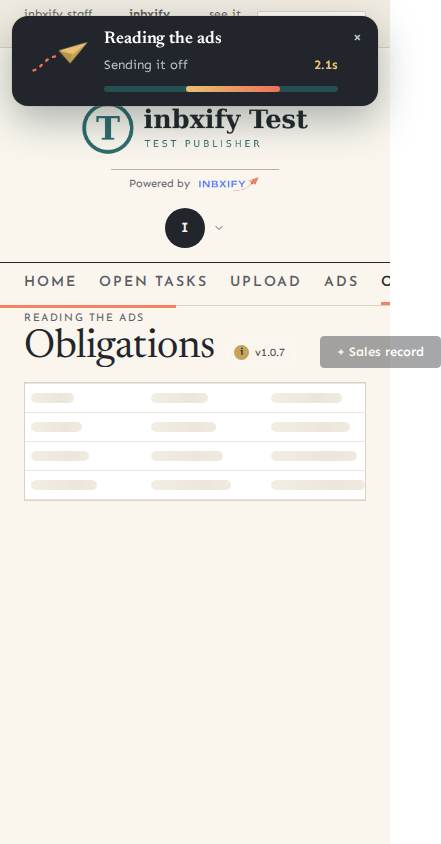 inbxify staff inbxify see it
Reading the ads ×
Sending it off 2.1s
T inbxify Test
TEST PUBLISHER
Powered by INBXIFY
I
HOME OPEN TASKS UPLOAD ADS
READING THE ADS
Obligations i v1.0.7 + Sales record